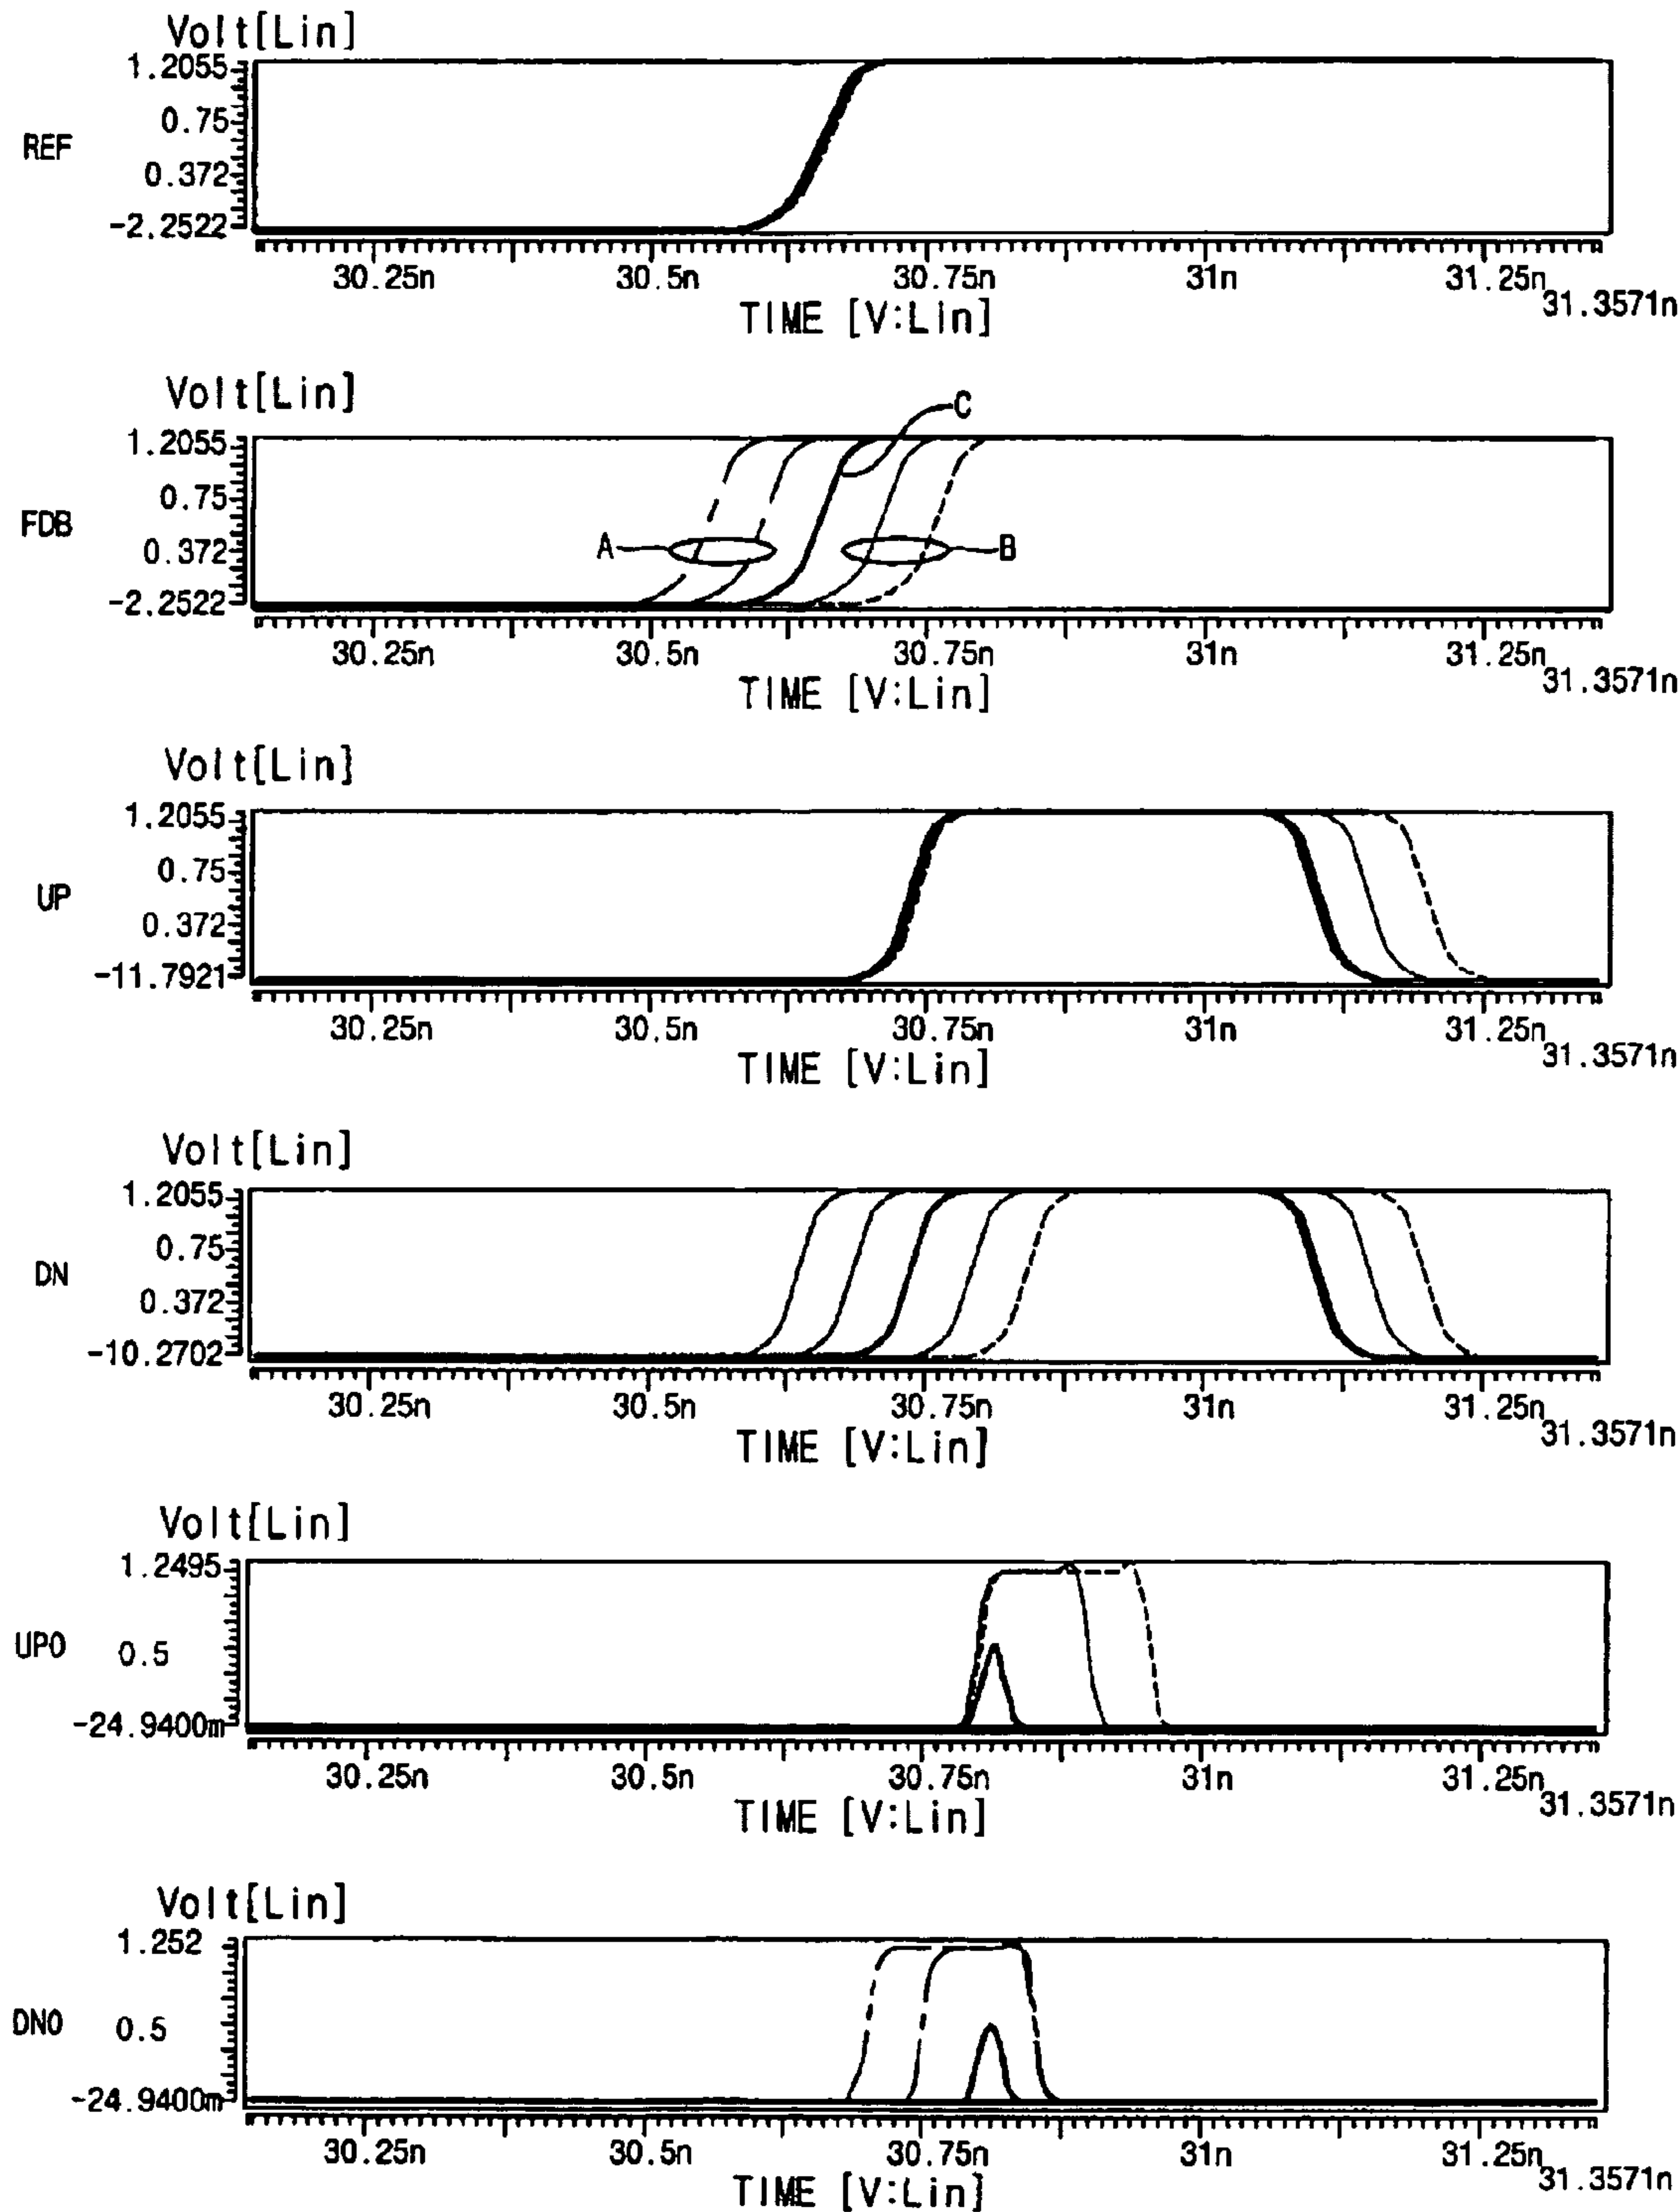 Volt[Lin]
1.2055
0.75
REF
0.372
-2.2522
30.25n 30.5n 30.75n 31n 31.25n 31.3571n
TIME [V:Lin]
Volt[Lin]
C
1.2055
0.75
FDB
A 0.372 B
-2.2522
30.25n 30.5n 30.75n 31n 31.25n 31.3571n
TIME [V:Lin]
Volt[Lin]
1.2055
0.75
UP
0.372
-11.7921
30.25n 30.5n 30.75n 31n 31.25n 31.3571n
TIME [V:Lin]
Volt[Lin]
1.2055
0.75
DN
0.372
-10.2702
30.25n 30.5n 30.75n 31n 31.25n 31.3571n
TIME [V:Lin]
Volt[Lin]
1.2495
UPO 0.5
-24.9400m
30.25n 30.5n 30.75n 31n 31.25n 31.3571n
TIME [V:Lin]
Volt[Lin]
1.252
DNO 0.5
-24.9400m
30.25n 30.5n 30.75n 31n 31.25n 31.3571n
TIME [V:Lin]